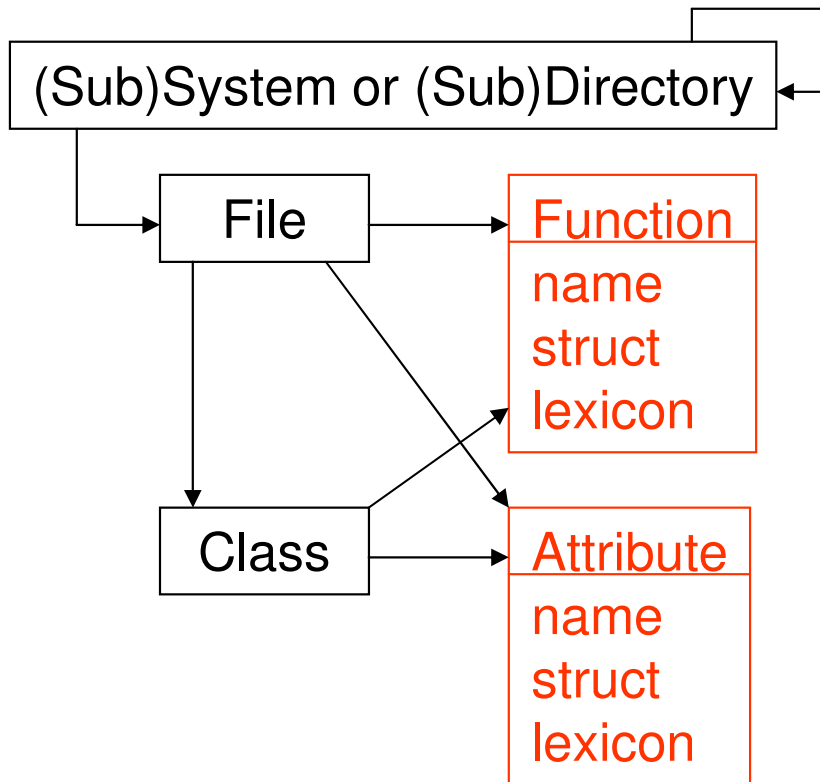 (Sub)System or (Sub)Directory
File
Function
name
struct
lexicon
Class
Attribute
name
struct
lexicon